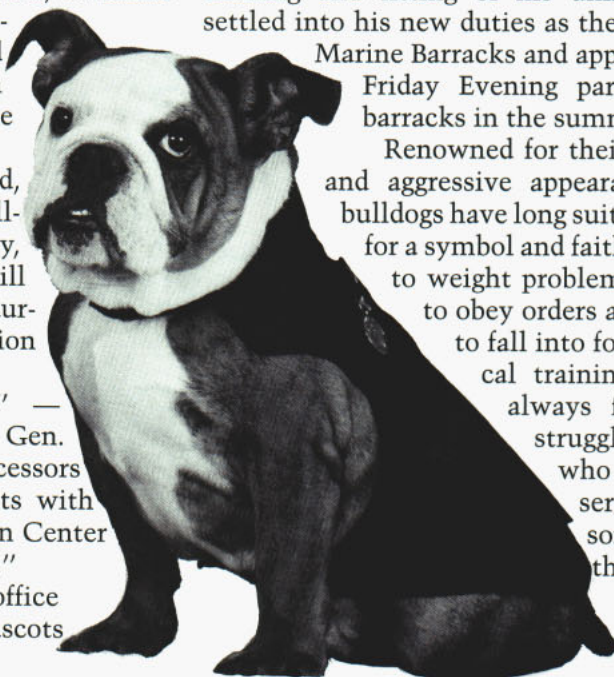 e
d,
ll-
y,
ill
ur-
ion
" —
Gen.
cessors
ts with
n Center
"
office
scots
settled into his new duties as the
Marine Barracks and app
Friday Evening par
barracks in the sum
Renowned for thei
and aggressive appeara
bulldogs have long suit
for a symbol and fait
to weight problem
to obey orders a
to fall into fo
cal trainin
always f
struggl
who
ser
so
th